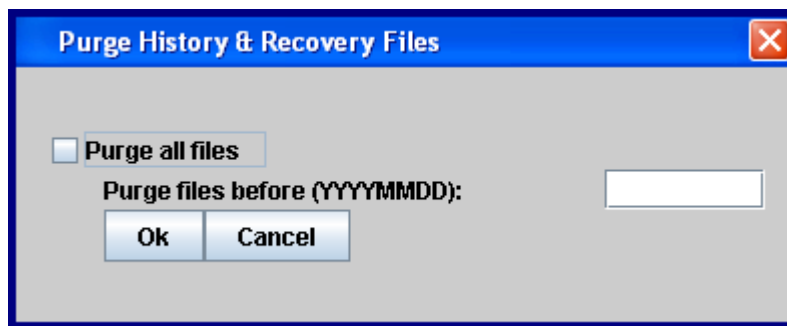 Purge History & Recovery Files
Purge all files
Purge files before (YYYYMMDD):
Ok Cancel